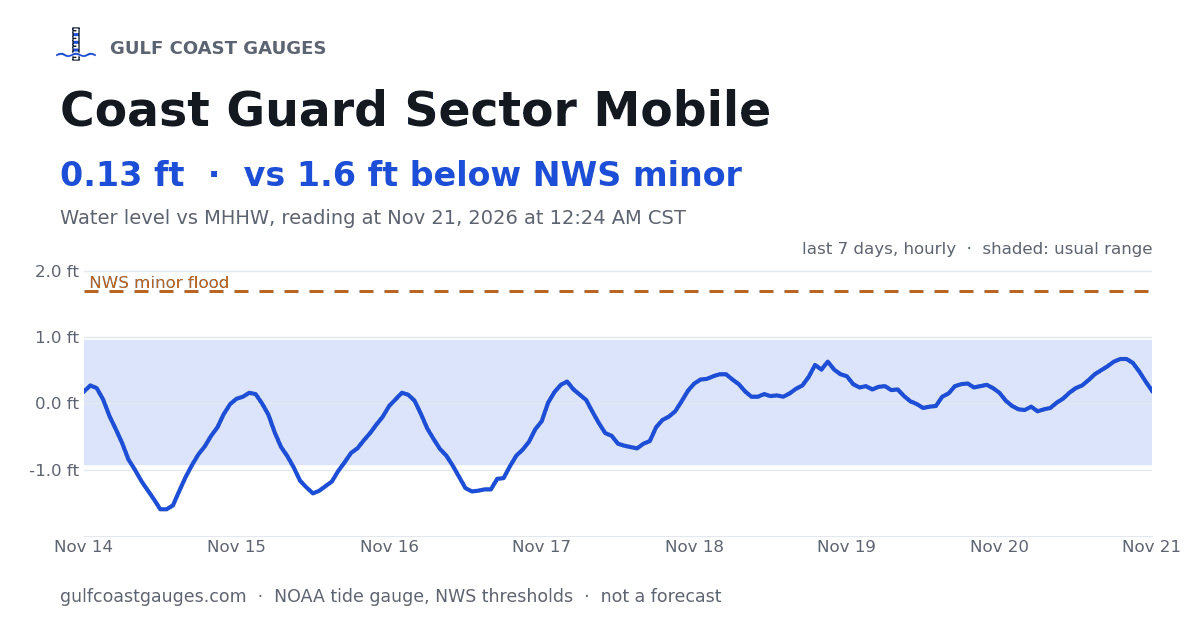 GULF COAST GAUGES
Coast Guard Sector Mobile
0.13 ft · vs 1.6 ft below NWS minor
Water level vs MHHW, reading at Nov 21, 2026 at 12:24 AM CST
last 7 days, hourly · shaded: usual range
2.0 ft
NWS minor flood
1.0 ft
0.0 ft
-1.0 ft
Nov 14 Nov 15 Nov 16 Nov 17 Nov 18 Nov 19 Nov 20 Nov 21
gulfcoastgauges.com · NOAA tide gauge, NWS thresholds · not a forecast